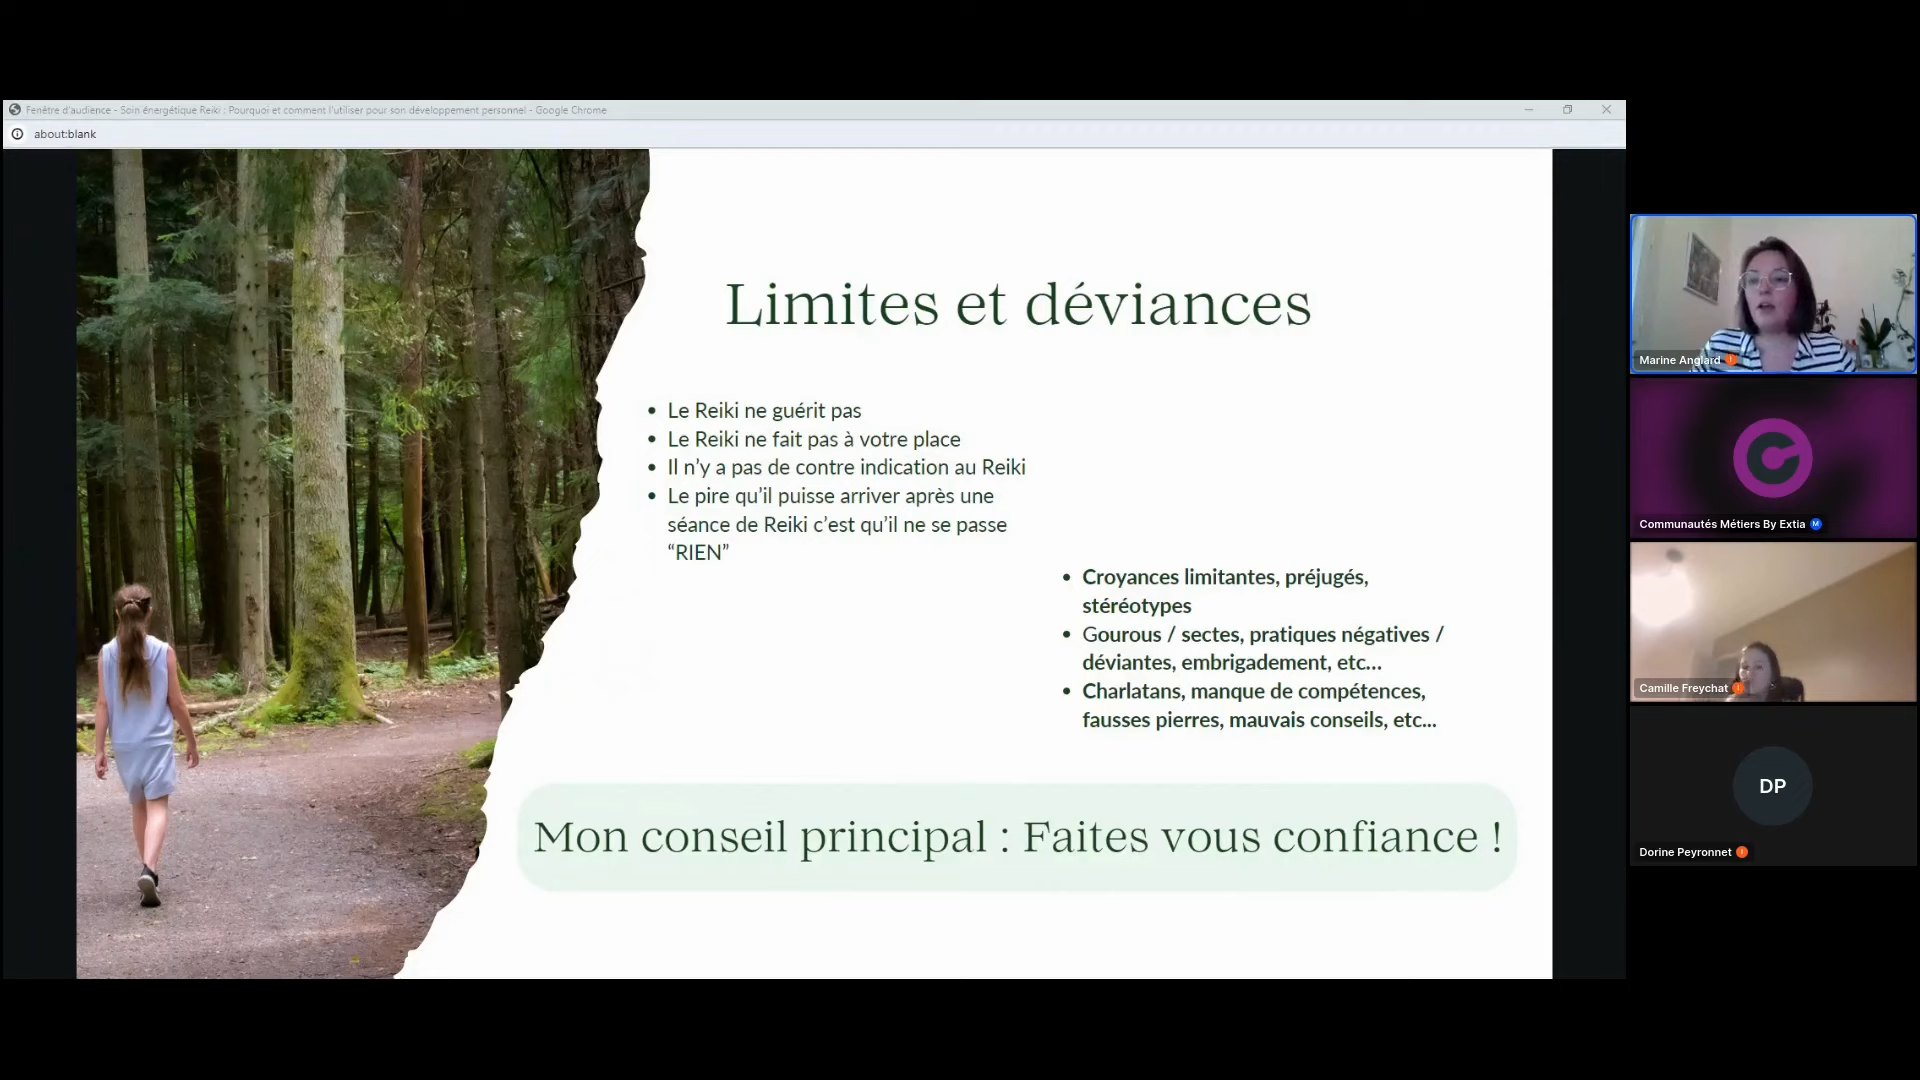 Fenêtre d'audience - Soin énergétique Reiki : Pourquoi et comment l'utiliser pour son développement personnel - Google Chrome
about:blank
Limites et déviances
• Le Reiki ne guérit pas
• Le Reiki ne fait pas à votre place
• Il n’y a pas de contre indication au Reiki
• Le pire qu’il puisse arriver après une
séance de Reiki c’est qu’il ne se passe
“RIEN”
• Croyances limitantes, préjugés,
stéréotypes
• Gourous / sectes, pratiques négatives /
déviantes, embrigadement, etc...
• Charlatans, manque de compétences,
fausses pierres, mauvais conseils, etc...
Mon conseil principal : Faites vous confiance !
Marine Anglard
Communautés Métiers By Extia M
Camille Freychat
DP
Dorine Peyronnet